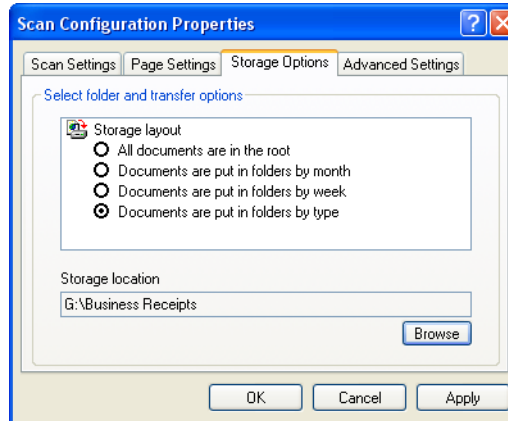 Scan Configuration Properties
Scan Settings Page Settings Storage Options Advanced Settings
Select folder and transfer options
Storage layout
All documents are in the root
Documents are put in folders by month
Documents are put in folders by week
Documents are put in folders by type
Storage location
G:\Business Receipts
Browse
OK Cancel Apply